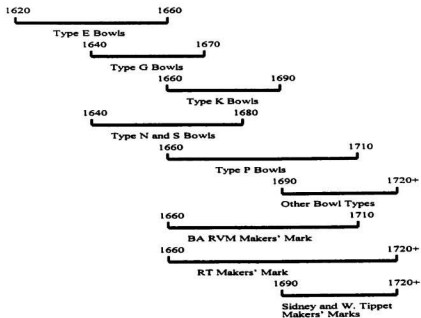 1620 1660
Type E Bowls
1640 1670
Type G Bowls
1660 1690
Type K Bowls
1640 1680
Type N and S Bowls
1660 1710
Type P Bowls
1690 1720+
Other Bowl Types
1660 1710
BA RVM Makers' Mark
1660 1720+
RT Makers' Mark
1690 1720+
Sidney and W. Tippet
Makers' Marks